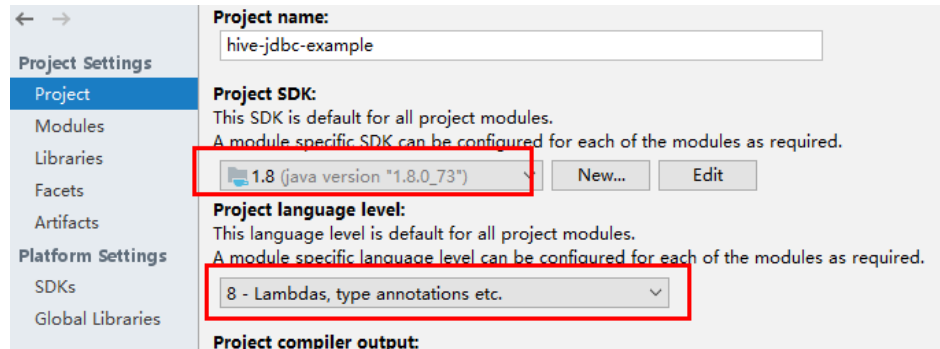 Project Settings
Project
Modules
Libraries
Facets
Artifacts
Platform Settings
SDKs
Global Libraries
Project name:
hive-jdbc-example
Project SDK:
This SDK is default for all project modules.
A module specific SDK can be configured for each of the modules as required.
1.8 (java version "1.8.0_73")
New...
Edit
Project language level:
This language level is default for all project modules.
A module specific language level can be configured for each of the modules as required.
8 - Lambdas, type annotations etc.
Project compiler output: